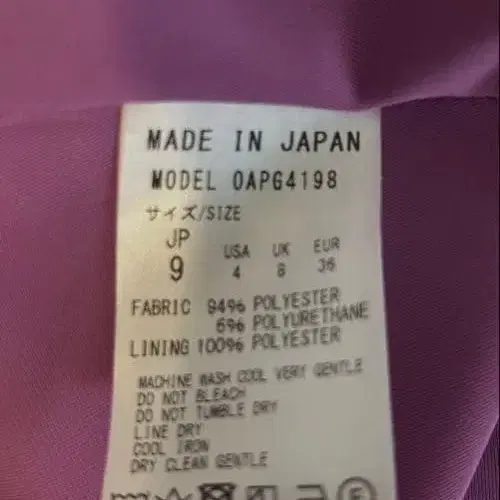 MADE IN JAPAN
MODEL 0APG4198
サイズ/SIZE
JP USA UK EUR
9 4 8 36
FABRIC 94% POLYESTER
6% POLYURETHANE
LINING 100% POLYESTER
MACHINE WASH COOL VERY GENTLE
DO NOT BLEACH
DO NOT TUMBLE DRY
LINE DRY
COOL IRON
DRY CLEAN GENTLE